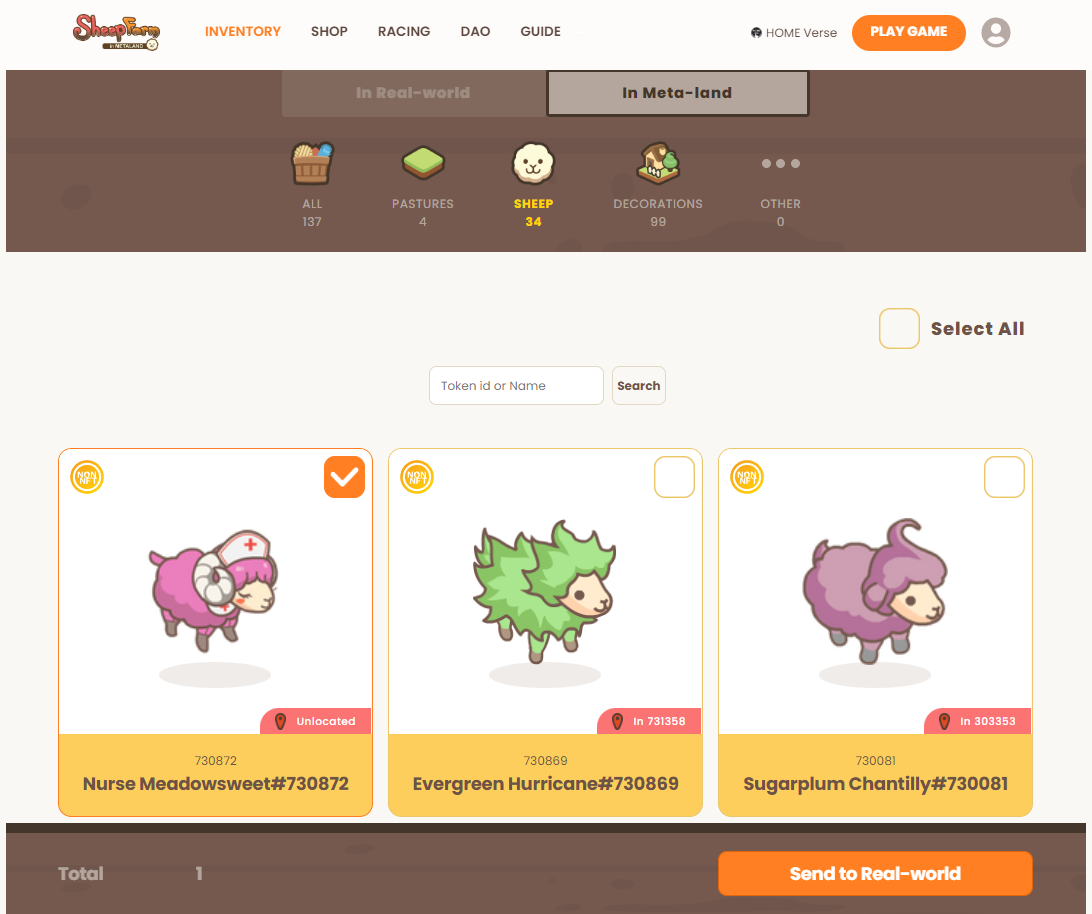 SheepFarm
in METALAND
INVENTORY SHOP RACING DAO GUIDE HOME Verse PLAY GAME
In Real-world In Meta-land
ALL PASTURES SHEEP DECORATIONS OTHER
137 4 34 99 0
Select All
Token id or Name Search
NON NON NON
NFT NFT NFT
Unlocated In 731358 In 303353
730872 730869 730081
Nurse Meadowsweet#730872 Evergreen Hurricane#730869 Sugarplum Chantilly#730081
Total 1 Send to Real-world